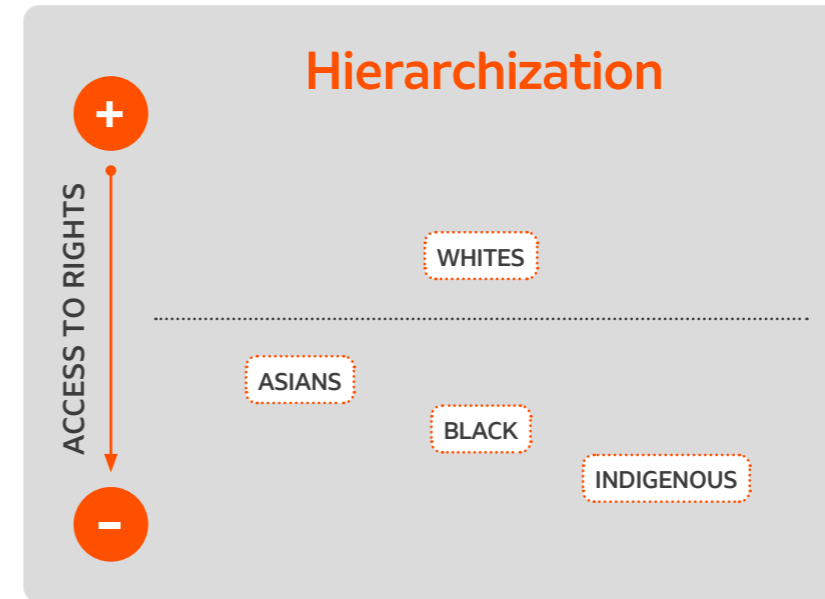 Hierarchization
+
ACCESS TO RIGHTS
WHITES
ASIANS
BLACK
INDIGENOUS
-